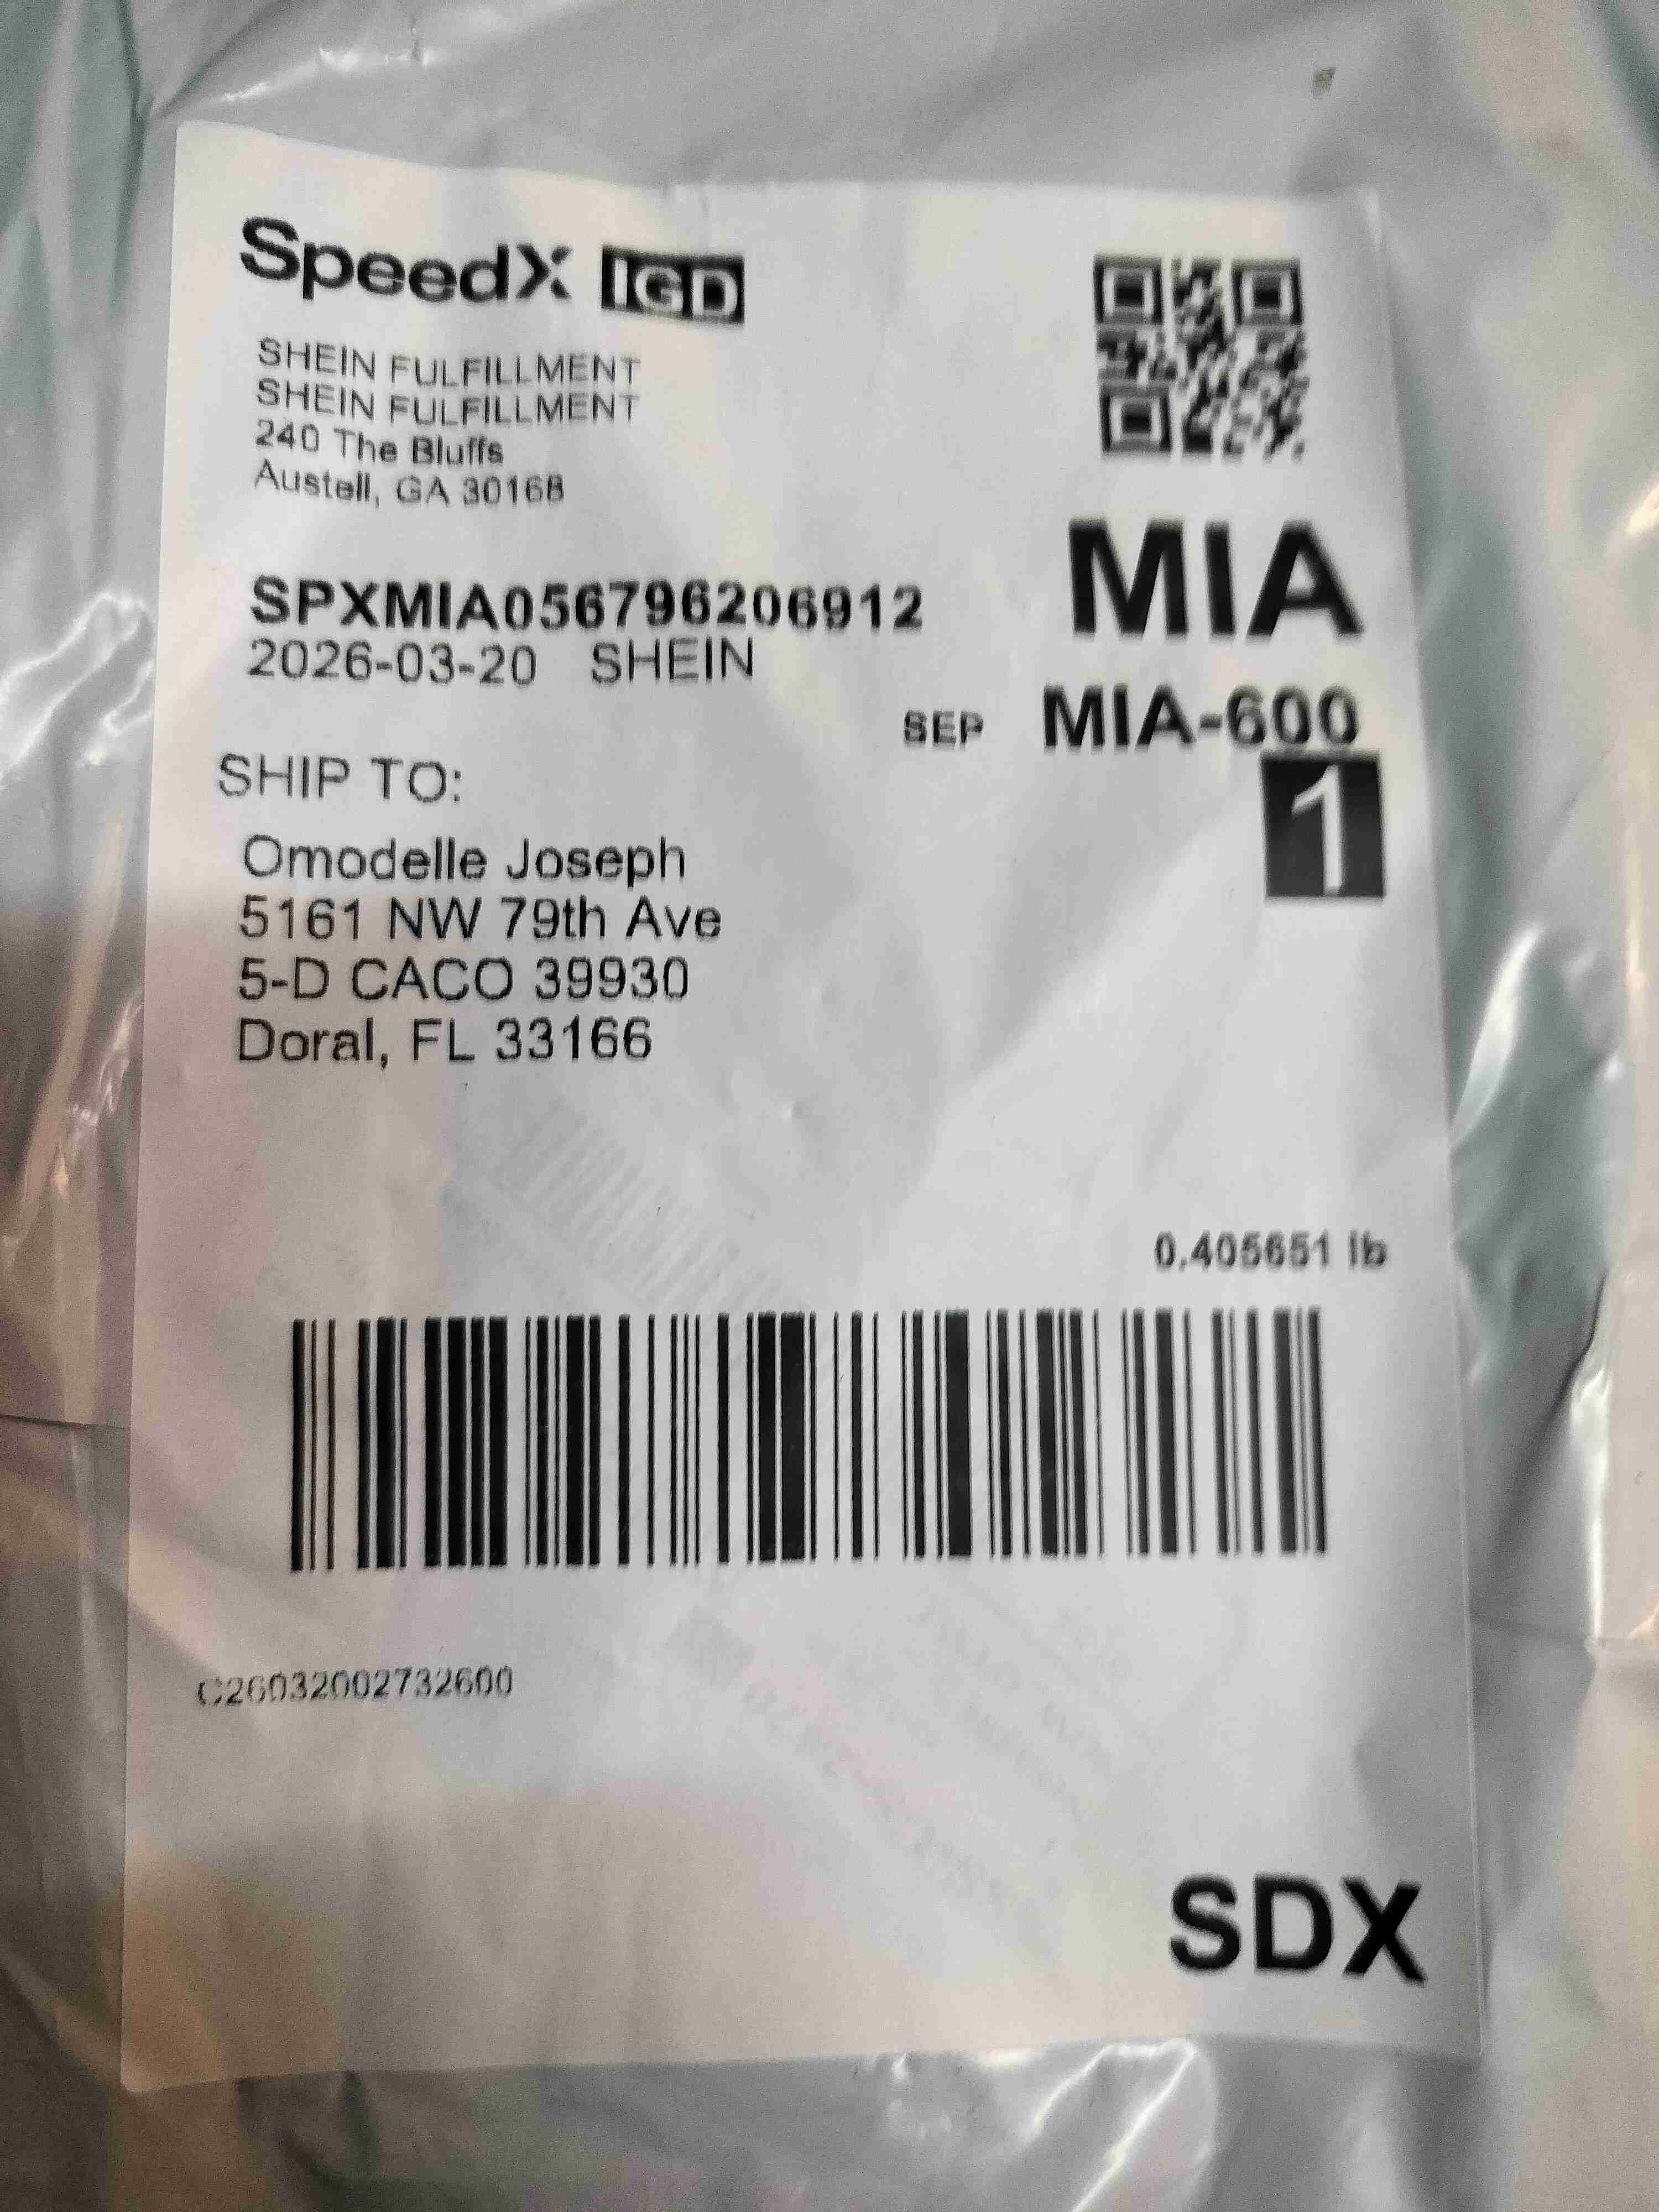 SpeedX IGD
SHEIN FULFILLMENT
SHEIN FULFILLMENT
240 The Bluffs
Austell, GA 30168
MIA
SPXMIA056796206912
2026-03-20 SHEIN
SEP MIA-600
1
SHIP TO:
Omodelle Joseph
5161 NW 79th Ave
5-D CACO 39930
Doral, FL 33166
0.405651 lb
C26032002732600
SDX